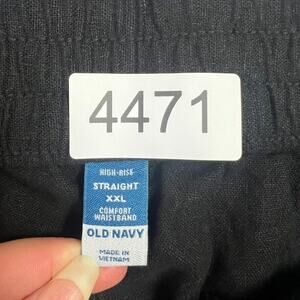 4471
HIGH-RISE
STRAIGHT
XXL
COMFORT
WAISTBAND
OLD NAVY
MADE IN
VIETNAM